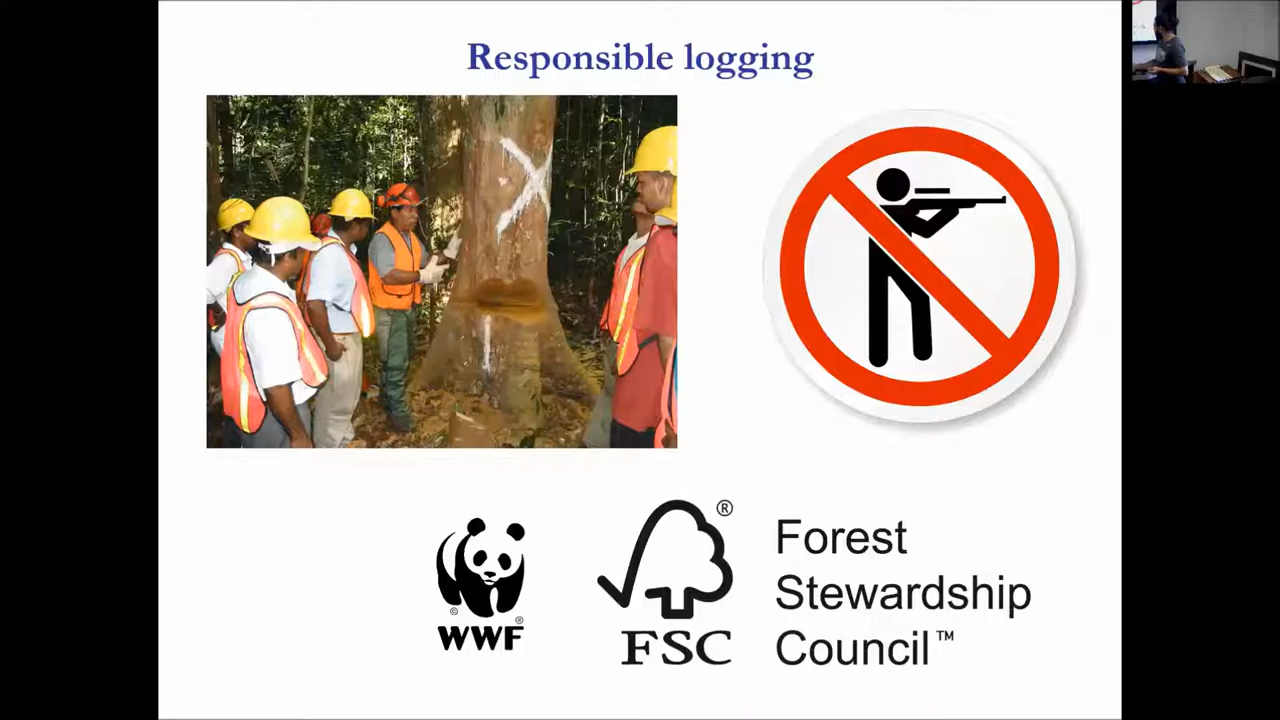 Responsible logging
®
Forest
Stewardship
Council™
©
®
WWF
FSC